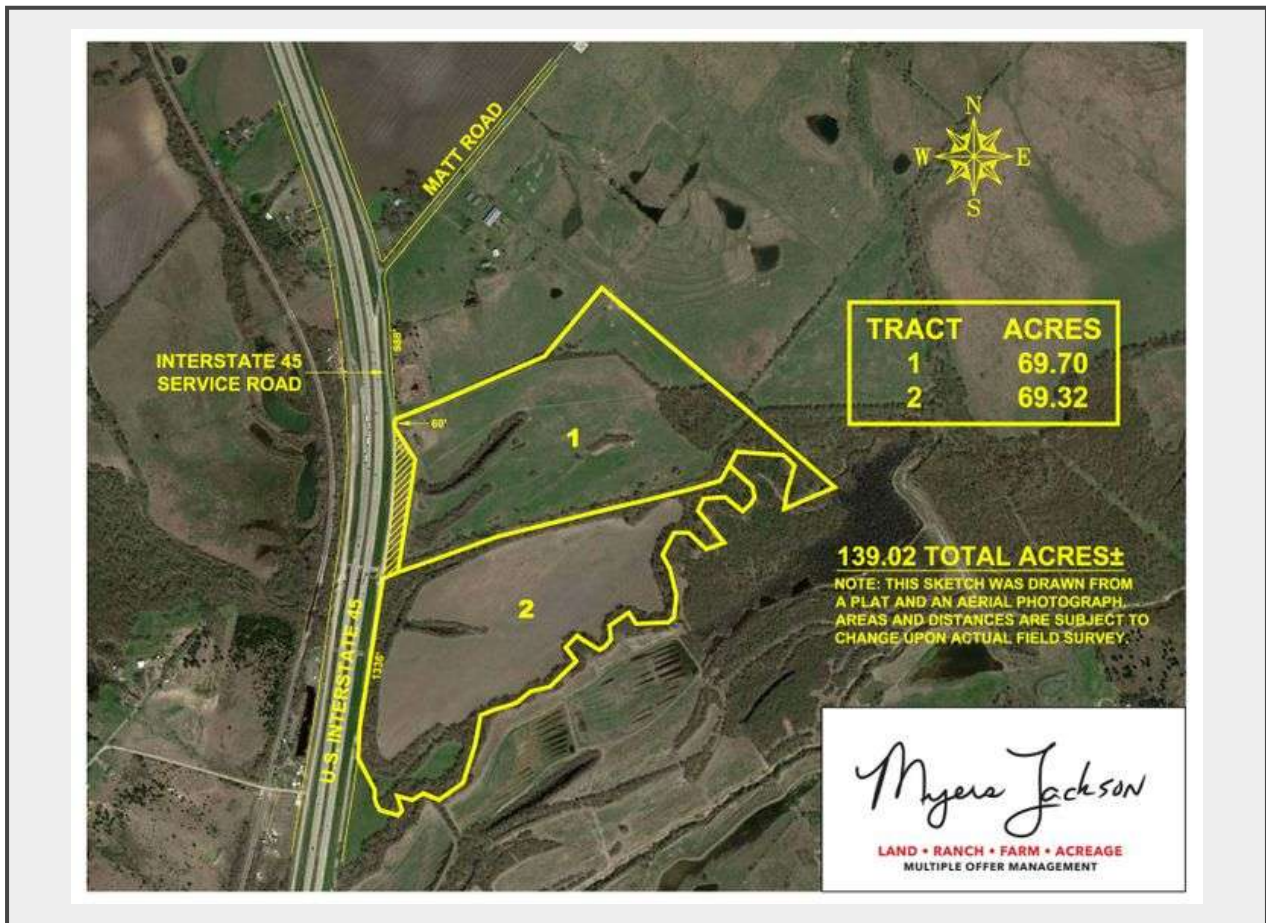 MATT ROAD
N
W E
S
INTERSTATE 45
SERVICE ROAD
988'
60'
TRACT ACRES
1 69.70
2 69.32
1
2
139.02 TOTAL ACRES±
NOTE: THIS SKETCH WAS DRAWN FROM
A PLAT AND AN AERIAL PHOTOGRAPH.
AREAS AND DISTANCES ARE SUBJECT TO
CHANGE UPON ACTUAL FIELD SURVEY.
1336'
U.S INTERSTATE 45
Myers Jackson
LAND • RANCH • FARM • ACREAGE
MULTIPLE OFFER MANAGEMENT